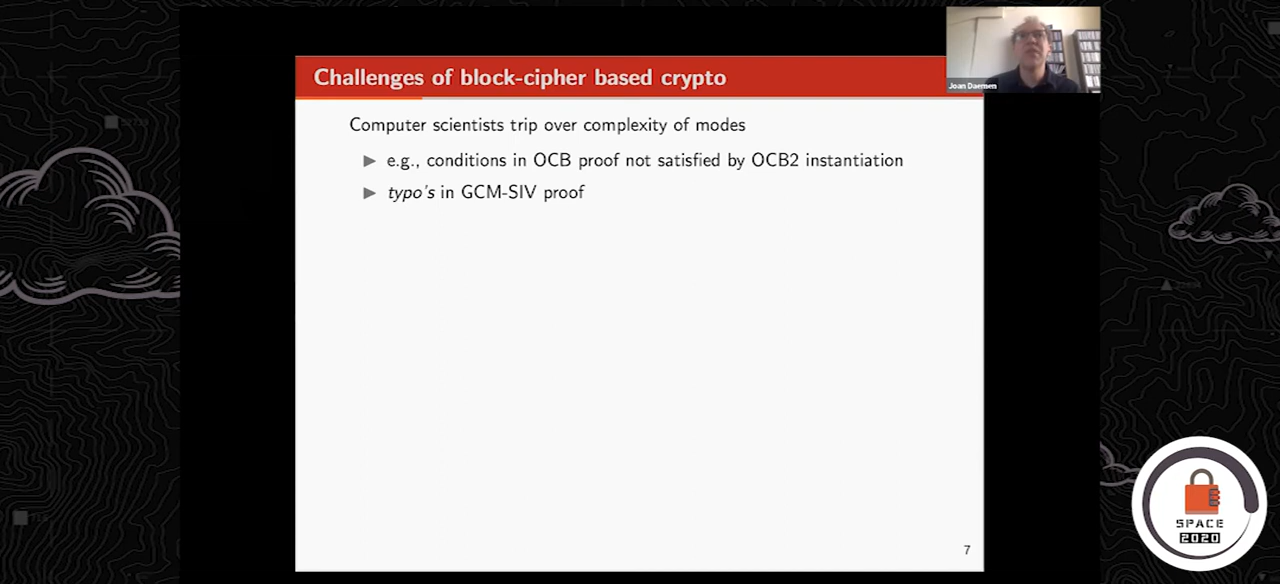 Challenges of block-cipher based crypto
Joan Daemen
Computer scientists trip over complexity of modes
e.g., conditions in OCB proof not satisfied by OCB2 instantiation
typo's in GCM-SIV proof
7
SPACE
2020